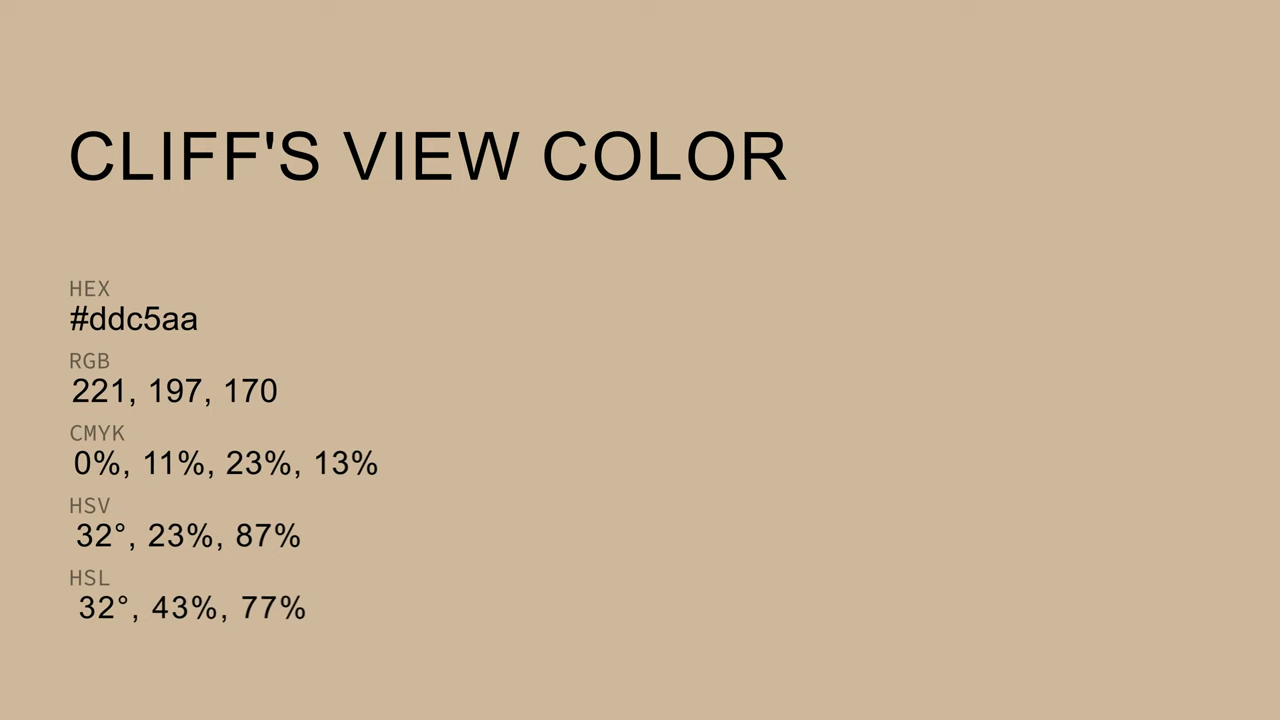 CLIFF'S VIEW COLOR
HEX
#ddc5aa
RGB
221, 197, 170
CMYK
0%, 11%, 23%, 13%
HSV
32°, 23%, 87%
HSL
32°, 43%, 77%